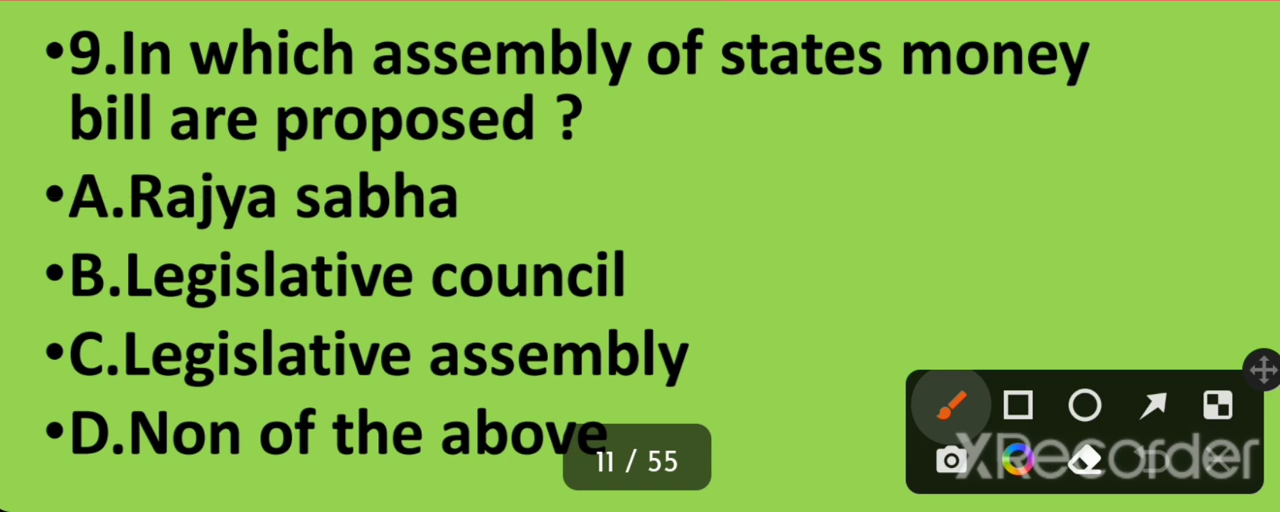 •9.In which assembly of states money
bill are proposed ?
•A.Rajya sabha
•B.Legislative council
•C.Legislative assembly
•D.Non of the above
11 / 55
XRecorder